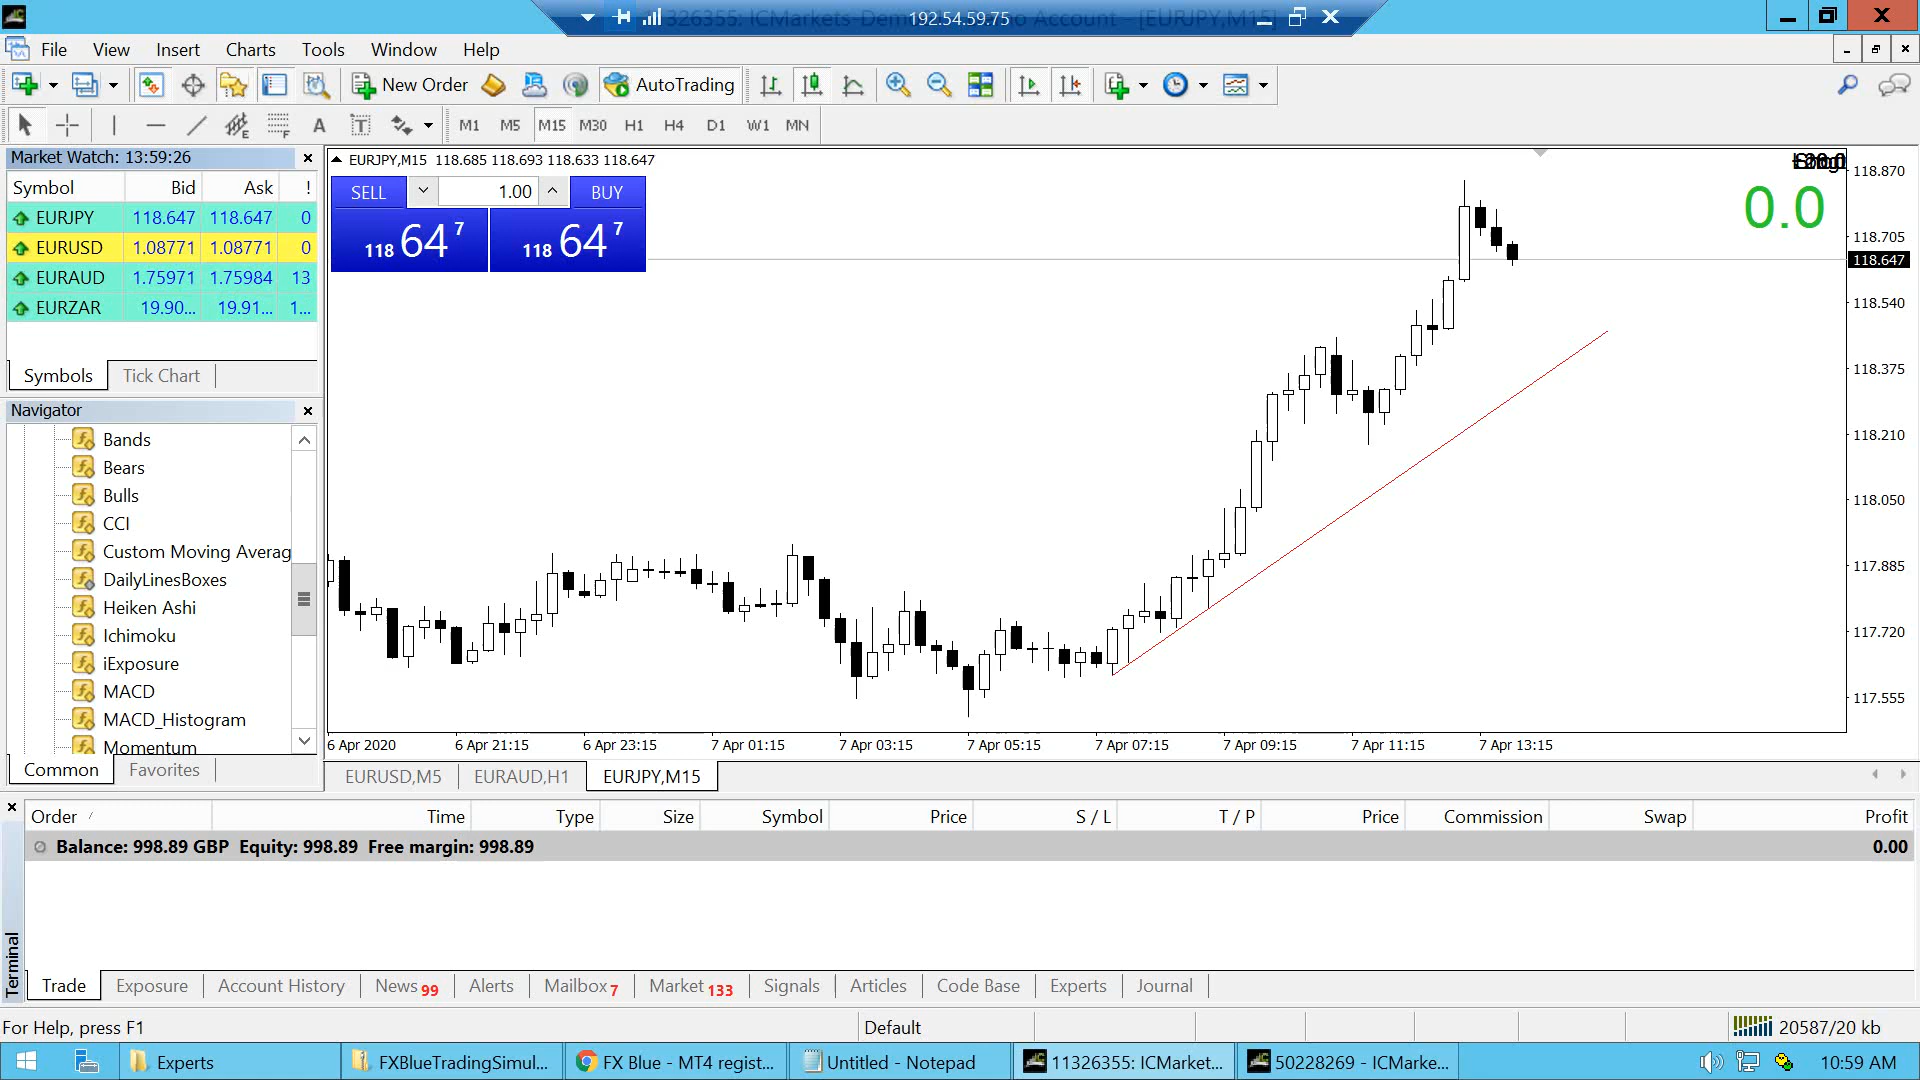 11326355: ICMarkets-Demo Account - [EURJPY,M15]
192.54.59.75
File View Insert Charts Tools Window Help
New Order AutoTrading
E F A T
M1 M5 M15 M30 H1 H4 D1 W1 MN
Market Watch: 13:59:26
Symbol Bid Ask !
EURJPY 118.647 118.647 0
EURUSD 1.08771 1.08771 0
EURAUD 1.75971 1.75984 13
EURZAR 19.90... 19.91... 1...
Symbols Tick Chart
Navigator
Bands
Bears
Bulls
CCI
Custom Moving Averag
DailyLinesBoxes
Heiken Ashi
Ichimoku
iExposure
MACD
MACD_Histogram
Momentum
Common Favorites
EURJPY,M15 118.685 118.693 118.633 118.647
SELL 1.00 BUY
118 64 7 118 64 7
0.0
118.870
118.705
118.647
118.540
118.375
118.210
118.050
117.885
117.720
117.555
6 Apr 2020 6 Apr 21:15 6 Apr 23:15 7 Apr 01:15 7 Apr 03:15 7 Apr 05:15 7 Apr 07:15 7 Apr 09:15 7 Apr 11:15 7 Apr 13:15
EURUSD,M5 EURAUD,H1 EURJPY,M15
Order / Time Type Size Symbol Price S / L T / P Price Commission Swap Profit
Balance: 998.89 GBP Equity: 998.89 Free margin: 998.89 0.00
Terminal
Trade Exposure Account History News 99 Alerts Mailbox 7 Market 133 Signals Articles Code Base Experts Journal
For Help, press F1 Default 20587/20 kb
Experts FXBlueTradingSimul... FX Blue - MT4 regist... Untitled - Notepad 11326355: ICMarket... 50228269 - ICMarke... 10:59 AM